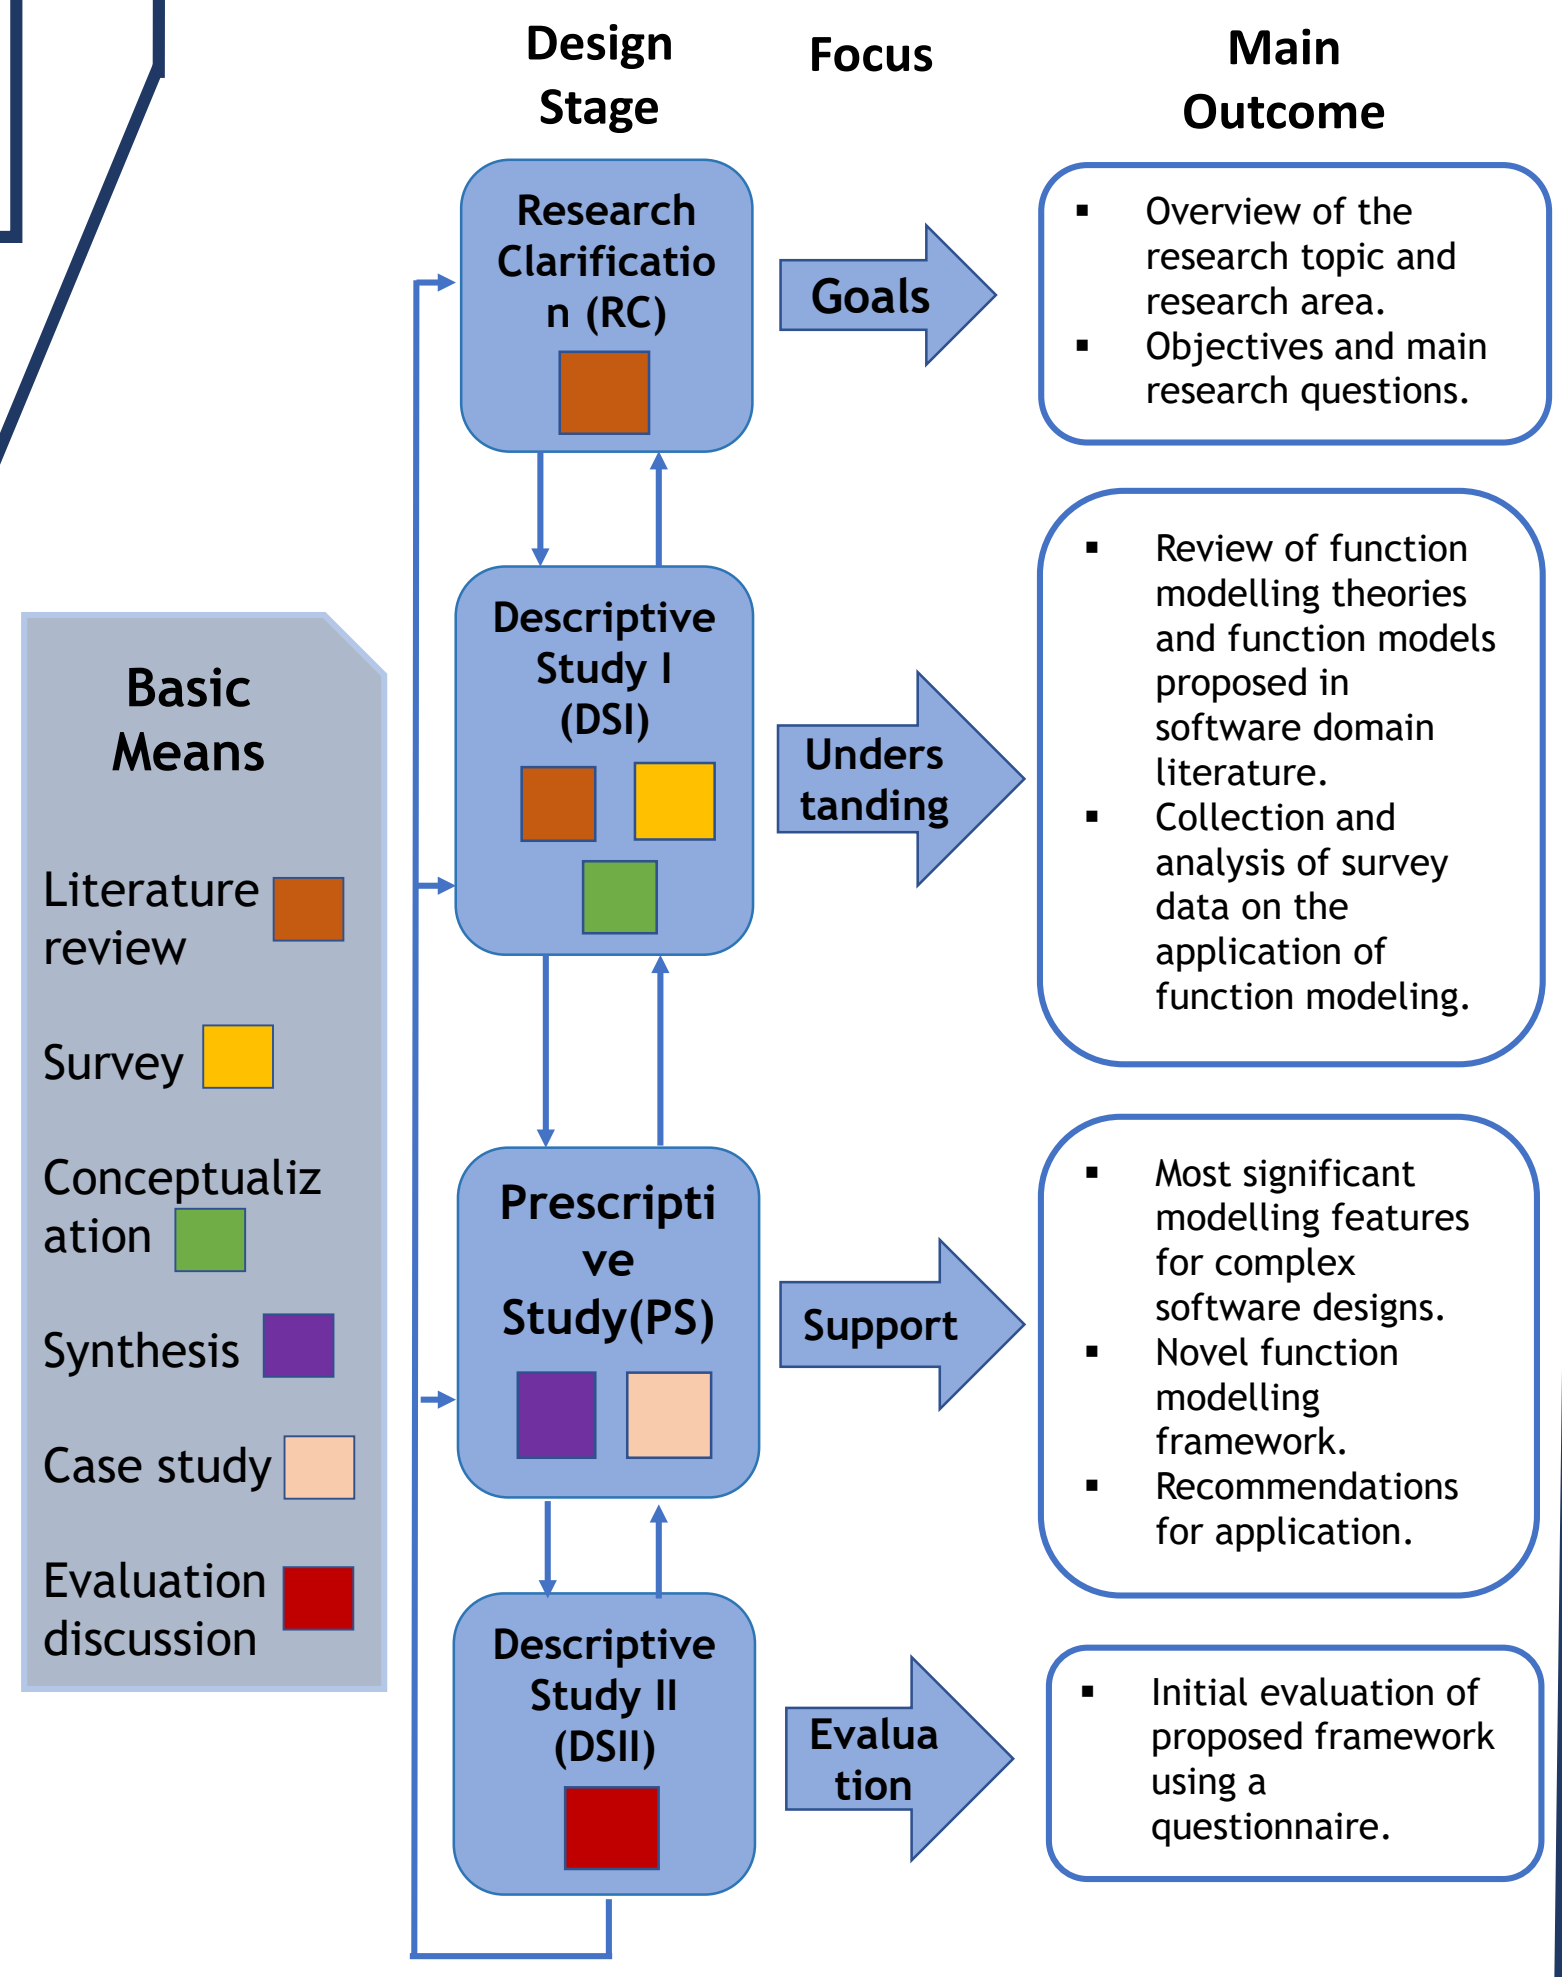 Design
Stage
Focus
Main
Outcome
Research
Clarificatio
n (RC)
Goals
▪ Overview of the
research topic and
research area.
▪ Objectives and main
research questions.
Descriptive
Study I
(DSI)
Unders
tanding
▪ Review of function
modelling theories
and function models
proposed in
software domain
literature.
▪ Collection and
analysis of survey
data on the
application of
function modeling.
Basic
Means
Literature
review
Survey
Conceptualiz
ation
Synthesis
Case study
Evaluation
discussion
Prescripti
ve
Study(PS)
Support
▪ Most significant
modelling features
for complex
software designs.
▪ Novel function
modelling
framework.
▪ Recommendations
for application.
Descriptive
Study II
(DSII)
Evalua
tion
▪ Initial evaluation of
proposed framework
using a
questionnaire.